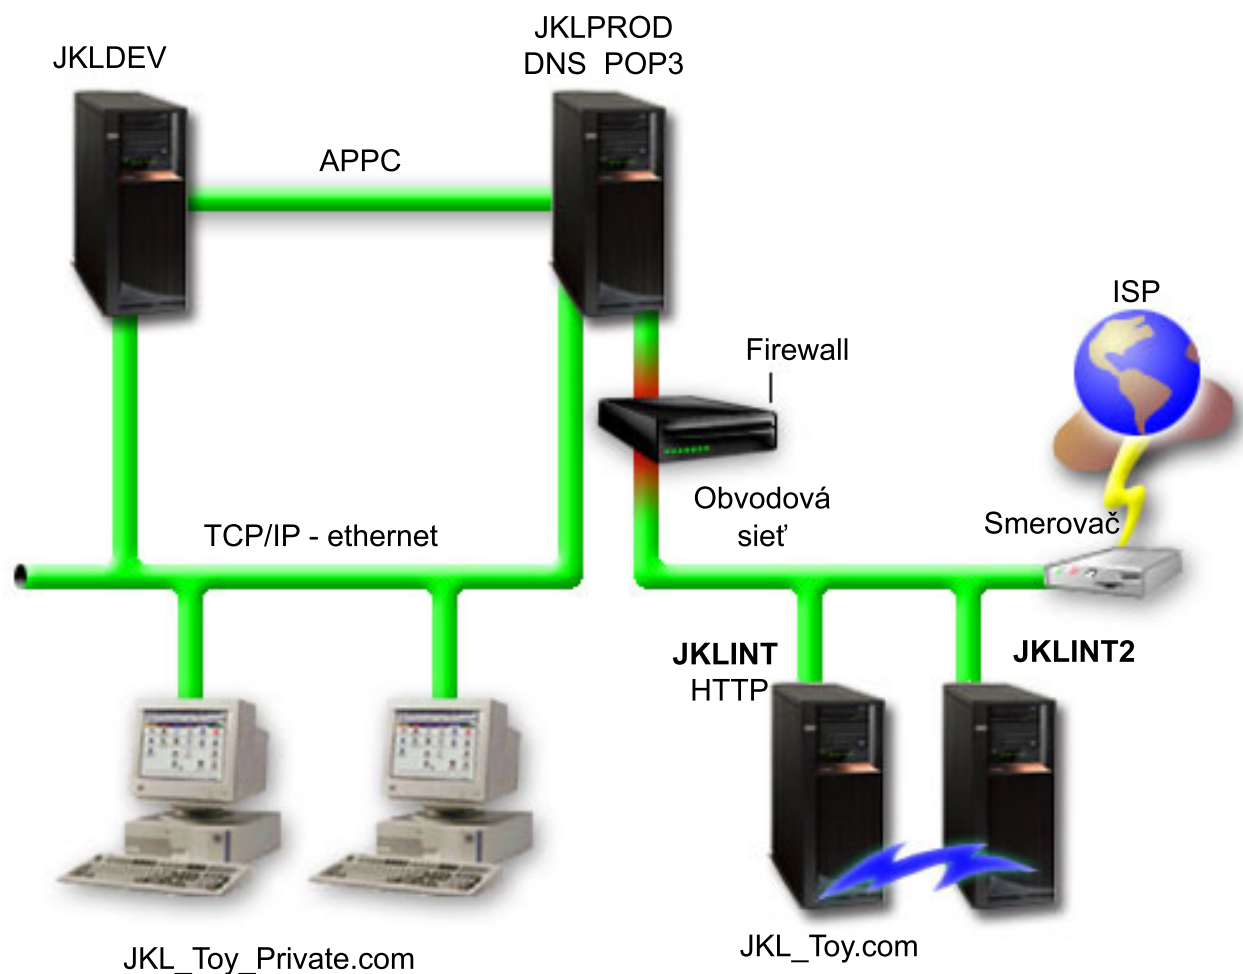 JKLDEV
JKLPROD
DNS POP3
APPC
ISP
Firewall
Obvodová
sieť
Smerovač
TCP/IP - ethernet
JKLINT
HTTP
JKLINT2
JKL_Toy_Private.com
JKL_Toy.com